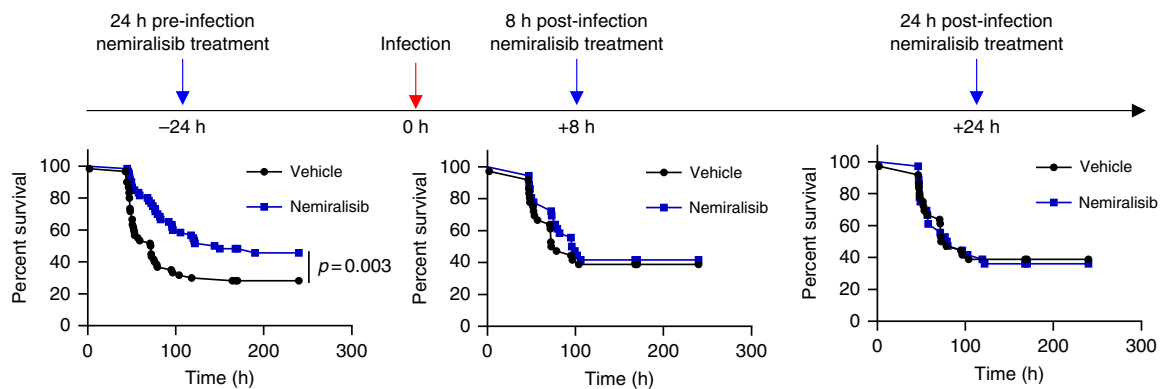 24 h pre-infection
nemiralisib treatment
Infection
8 h post-infection
nemiralisib treatment
24 h post-infection
nemiralisib treatment
–24 h
0 h
+8 h
+24 h
Percent survival
100
80
60
40
20
0
0
100
200
300
Time (h)
Vehicle
Nemiralisib
p = 0.003
Percent survival
100
80
60
40
20
0
0
100
200
300
Time (h)
Vehicle
Nemiralisib
Percent survival
100
80
60
40
20
0
0
100
200
300
Time (h)
Vehicle
Nemiralisib